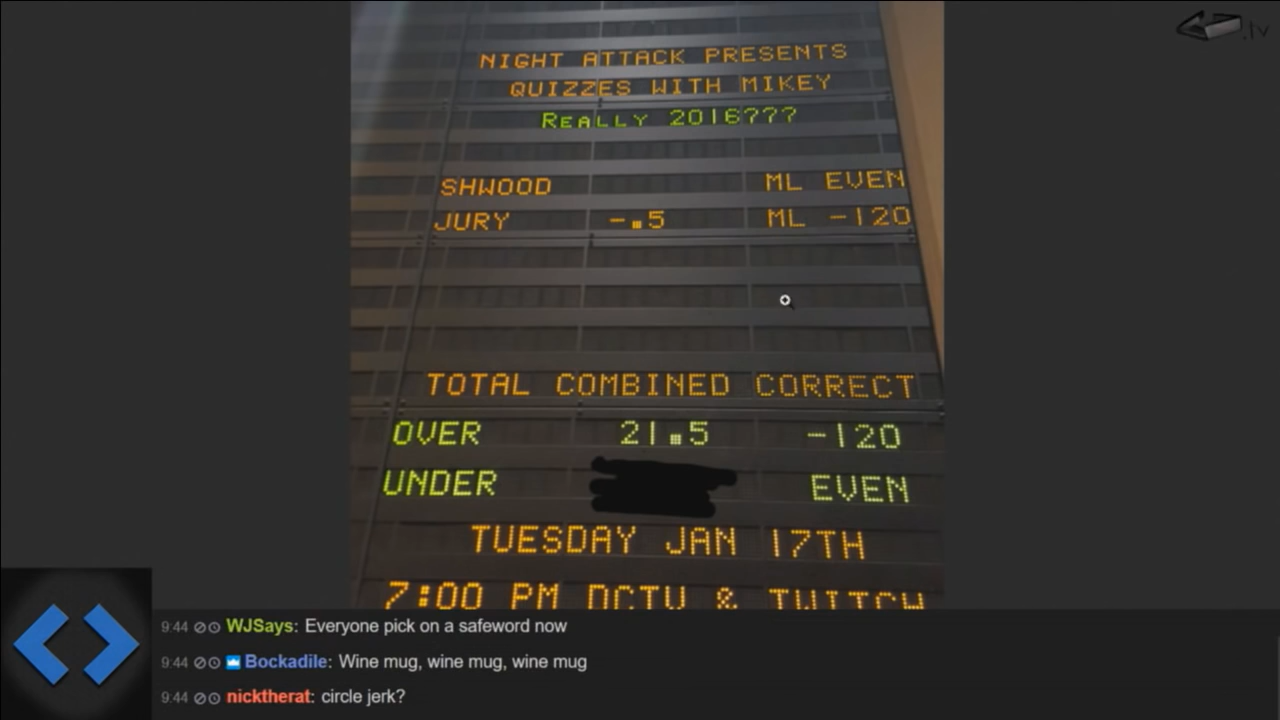 .tv
NIGHT ATTACK PRESENTS
QUIZZES WITH MIKEY
REALLY 2016???
SHWOOD ML EVEN
JURY -.5 ML -120
TOTAL COMBINED CORRECT
OVER 21.5 -120
UNDER EVEN
TUESDAY JAN 17TH
7:00 PM DCTV & TWITCH
9:44 WJSays: Everyone pick on a safeword now
9:44 Bockadile: Wine mug, wine mug, wine mug
9:44 nicktherat: circle jerk?